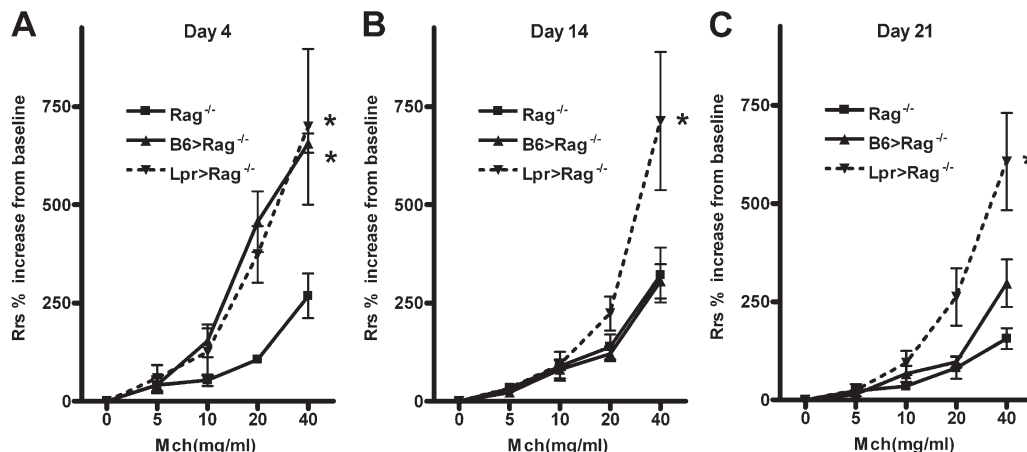 A
Day 4
Rrs % increase from baseline
750
500
250
0
Rag-/-
B6>Rag-/-
Lpr>Rag-/-
*
*
0 5 10 20 40
Mch(mg/ml)
B
Day 14
Rrs % increase from baseline
750
500
250
0
Rag-/-
B6>Rag-/-
Lpr>Rag-/-
*
0 5 10 20 40
Mch(mg/ml)
C
Day 21
Rrs % increase from baseline
750
500
250
0
Rag-/-
B6>Rag-/-
Lpr>Rag-/-
*
0 5 10 20 40
Mch(mg/ml)